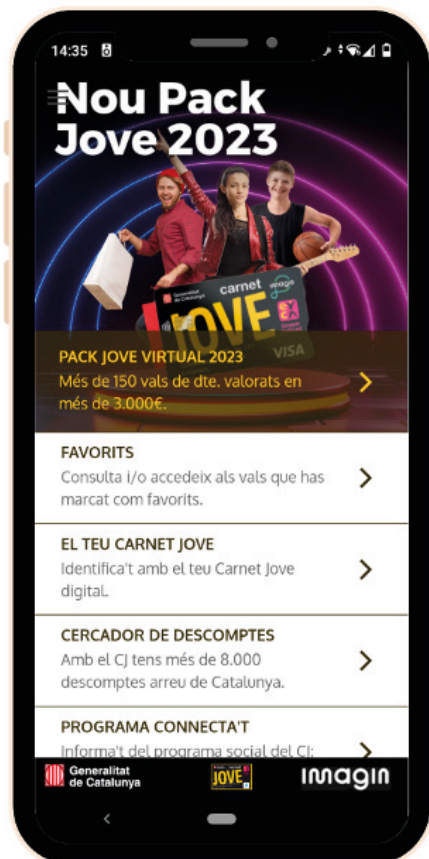 14:35
Nou Pack
Jove 2023
Generalitat
de Catalunya
carnet
imagin
JOVE
VISA
PACK JOVE VIRTUAL 2023
Més de 150 vals de dte. valorats en
més de 3.000€.
FAVORITS
Consulta i/o accedeix als vals que has
marcat com favorits.
EL TEU CARNET JOVE
Identifica't amb el teu Carnet Jove
digital.
CERCADOR DE DESCOMPTES
Amb el CJ tens més de 8.000
descomptes arreu de Catalunya.
PROGRAMA CONNECTA'T
Informa't del programa social del CJ:
Generalitat
de Catalunya
JOVE
imagin